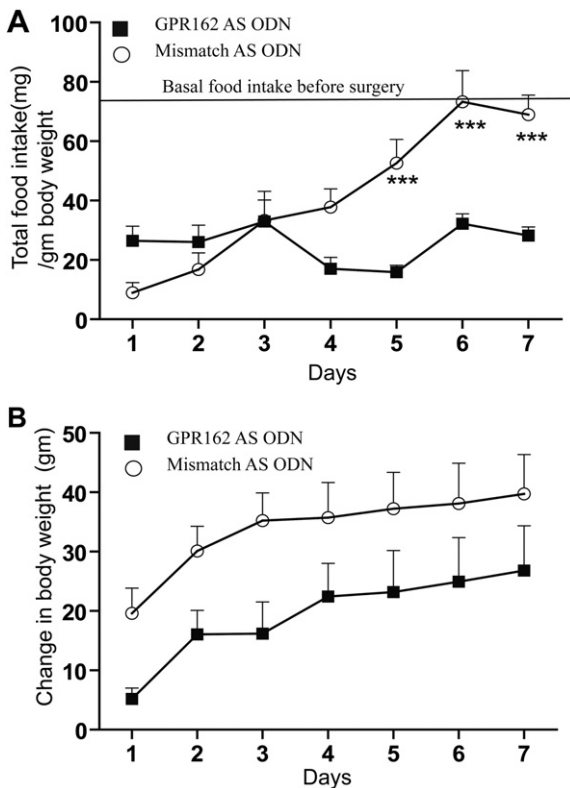 A
GPR162 AS ODN
Mismatch AS ODN
Basal food intake before surgery
Total food intake(mg)
/gm body weight
100
80
60
40
20
0
***
***
***
1 2 3 4 5 6 7
Days
B
GPR162 AS ODN
Mismatch AS ODN
Change in body weight (gm)
50
40
30
20
10
0
1 2 3 4 5 6 7
Days